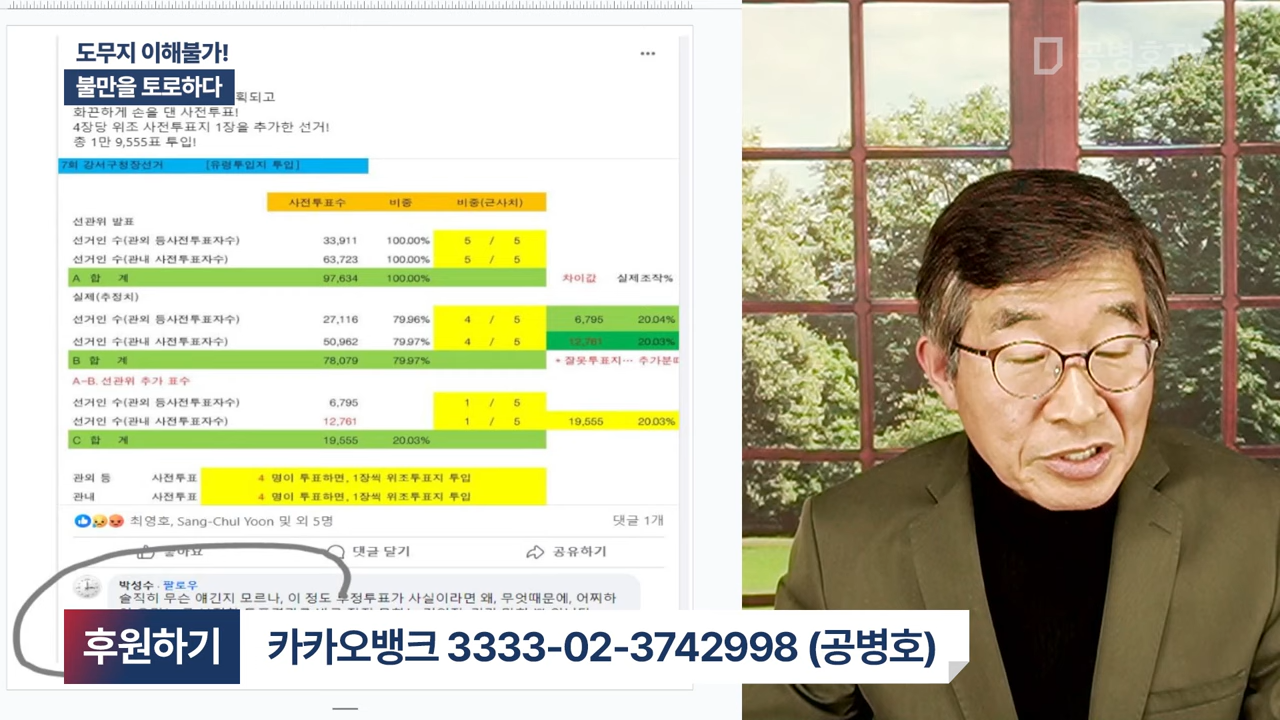 도무지 이해불가!
불만을 토로하다
획되고
화끈하게 손을 댄 사전투표!
4장당 위조 사전투표지 1장을 추가한 선거!
총 1만 9,555표 투입!
7회 강서구청장선거 [유령투입지 투입]
사전투표수 비중 비중(근사치)
선관위 발표
선거인 수(관외 등사전투표자수) 33,911 100.00% 5 / 5
선거인 수(관내 사전투표자수) 63,723 100.00% 5 / 5
A 합 계 97,634 100.00% 차이값 실제조작%
실제(추정치)
선거인 수(관외 등사전투표자수) 27,116 79.96% 4 / 5 6,795 20.04%
선거인 수(관내 사전투표자수) 50,962 79.97% 4 / 5 12,761 20.03%
B 합 계 78,079 79.97% * 잘못투표지… 추가분
A-B. 선관위 추가 표수
선거인 수(관외 등사전투표자수) 6,795 1 / 5
선거인 수(관내 사전투표자수) 12,761 1 / 5 19,555 20.03%
C 합 계 19,555 20.03%
관외 등 사전투표 4 명이 투표하면, 1장씩 위조투표지 투입
관내 사전투표 4 명이 투표하면, 1장씩 위조투표지 투입
최영호, Sang-Chul Yoon 및 외 5명 댓글 1개
좋아요 댓글 달기 공유하기
박성수 · 팔로우
솔직히 무슨 얘긴지 모르나, 이 정도 부정투표가 사실이라면 왜, 무엇때문에, 어찌하
후원하기 카카오뱅크 3333-02-3742998 (공병호)
공병호